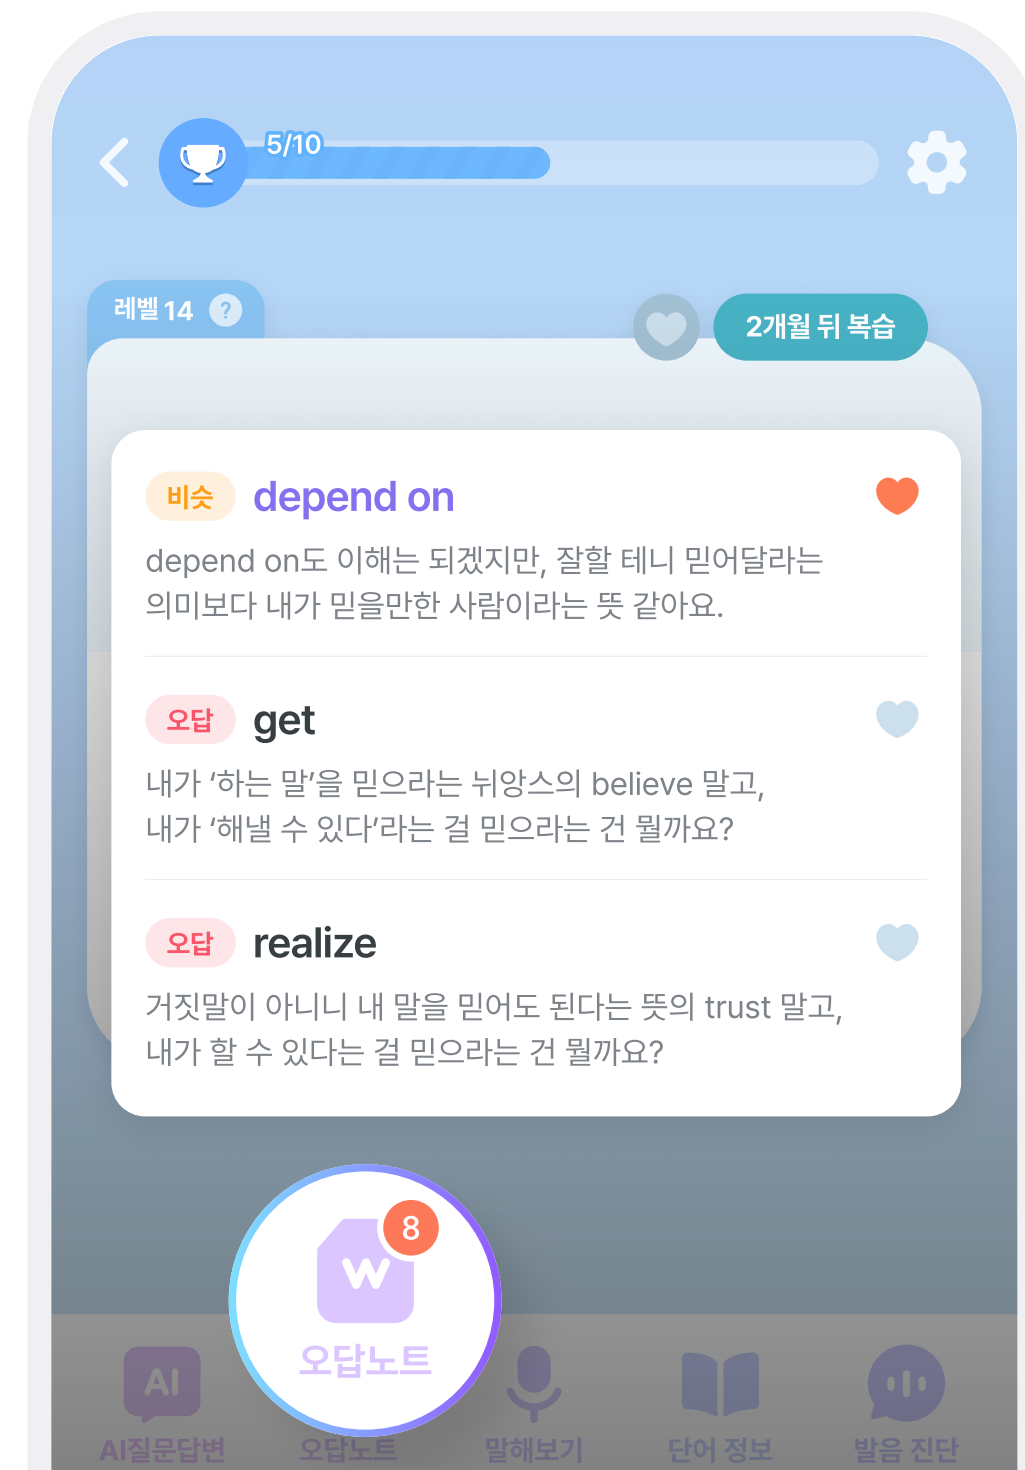 5/10
레벨 14 ?
2개월 뒤 복습
비슷 depend on
depend on도 이해는 되겠지만, 잘할 테니 믿어달라는
의미보다 내가 믿을만한 사람이라는 뜻 같아요.
오답 get
내가 ‘하는 말’을 믿으라는 뉘앙스의 believe 말고,
내가 ‘해낼 수 있다’라는 걸 믿으라는 건 뭘까요?
오답 realize
거짓말이 아니니 내 말을 믿어도 된다는 뜻의 trust 말고,
내가 할 수 있다는 걸 믿으라는 건 뭘까요?
8
W
오답노트
AI
AI질문답변 오답노트 말해보기 단어 정보 발음 진단